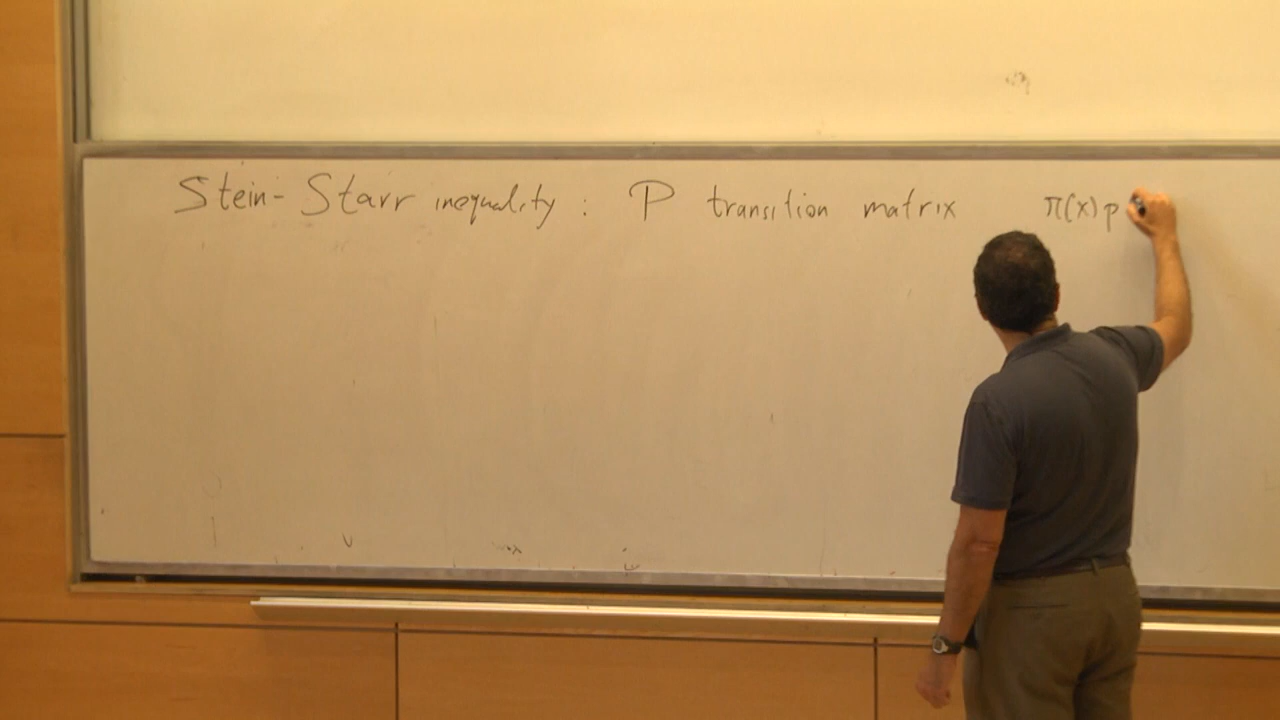 Stein-Starr inequality : P transition matrix π(x) p